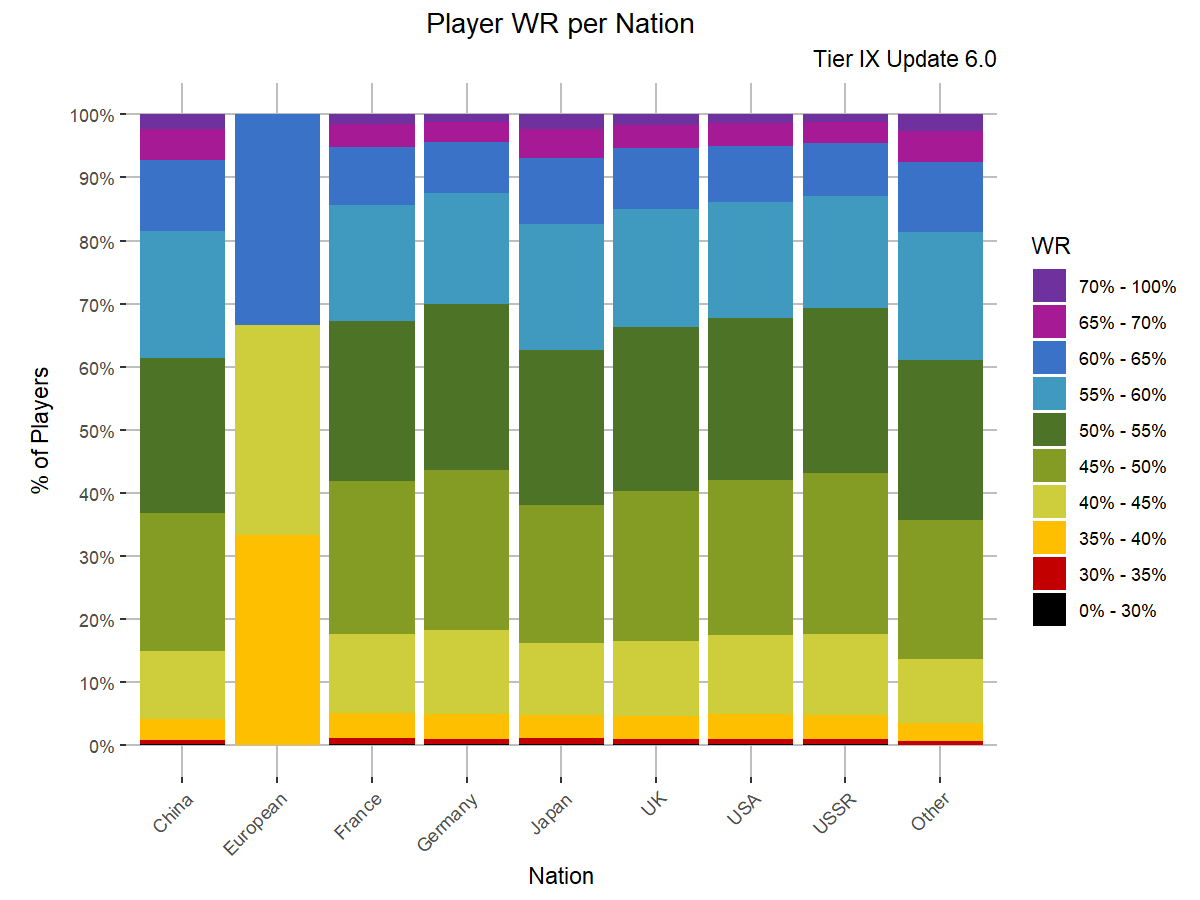 Player WR per Nation
Tier IX Update 6.0
% of Players
100%
90%
80%
70%
60%
50%
40%
30%
20%
10%
0%
China
European
France
Germany
Japan
UK
USA
USSR
Other
Nation
WR
70% - 100%
65% - 70%
60% - 65%
55% - 60%
50% - 55%
45% - 50%
40% - 45%
35% - 40%
30% - 35%
0% - 30%